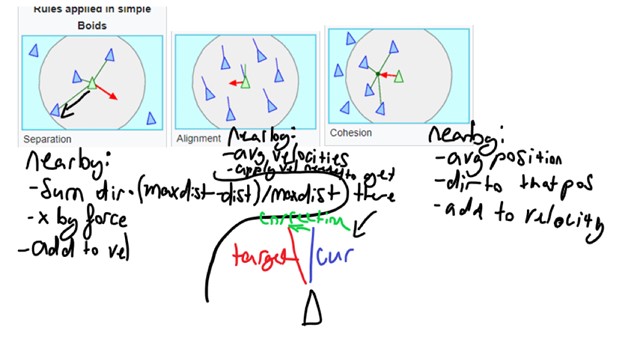 Rules applied in simple
Boids
Separation
Alignment
Cohesion
Nearby:
-Sum dir·(maxdist-dist)/maxdist
-x by force
-add to vel
Nearby:
-avg velocities
-apply vel needed to get
there
Nearby:
-avg position
-dir to that pos
-add to velocity
correction
target
cur